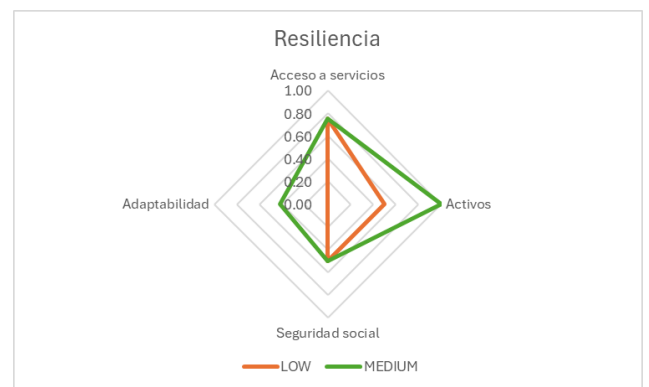 Resiliencia
Acceso a servicios
1.00
0.80
0.60
0.40
0.20
0.00
Adaptabilidad
Activos
Seguridad social
LOW
MEDIUM